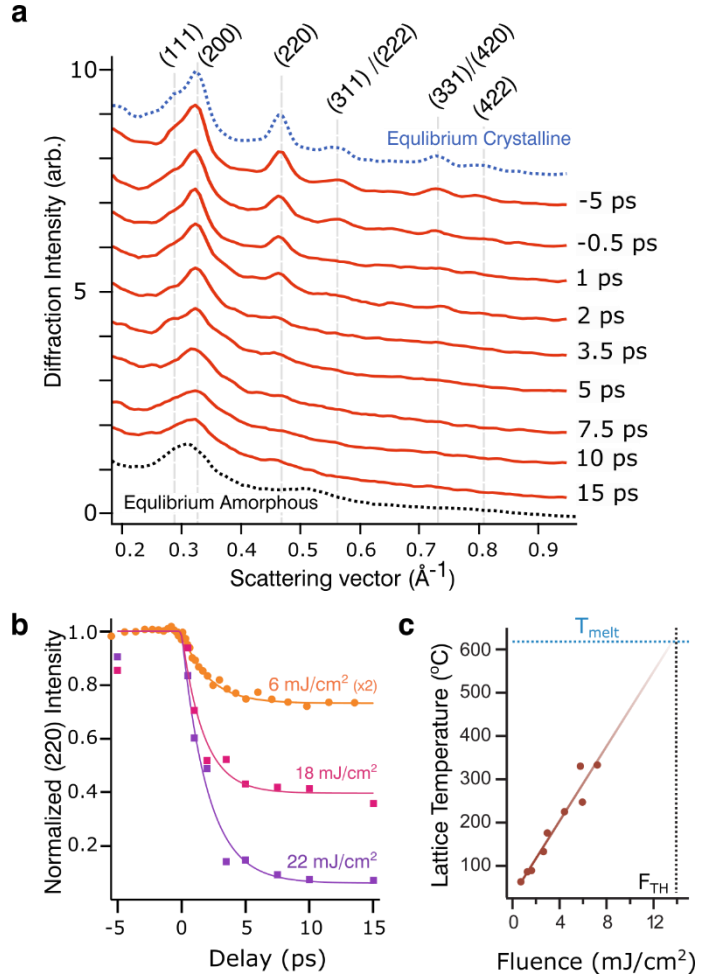 a
(111)
(200)
(220)
(311) /(222)
(331)/(420)
(422)
10
5
0
Diffraction Intensity (arb.)
Equlibrium Crystalline
-5 ps
-0.5 ps
1 ps
2 ps
3.5 ps
5 ps
7.5 ps
10 ps
15 ps
Equlibrium Amorphous
0.2 0.3 0.4 0.5 0.6 0.7 0.8 0.9
Scattering vector (Å⁻¹)
b
Normalized (220) Intensity
1.0
0.8
0.6
0.4
0.2
6 mJ/cm² (x2)
18 mJ/cm²
22 mJ/cm²
-5 0 5 10 15
Delay (ps)
c
Lattice Temperature (ºC)
600
500
400
300
200
100
T_melt
F_TH
0 4 8 12
Fluence (mJ/cm²)